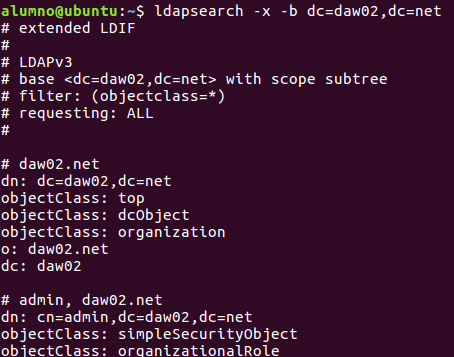 alumno@ubuntu:~$ ldapsearch -x -b dc=daw02,dc=net
# extended LDIF
#
# LDAPv3
# base <dc=daw02,dc=net> with scope subtree
# filter: (objectclass=*)
# requesting: ALL
#

# daw02.net
dn: dc=daw02,dc=net
objectClass: top
objectClass: dcObject
objectClass: organization
o: daw02.net
dc: daw02

# admin, daw02.net
dn: cn=admin,dc=daw02,dc=net
objectClass: simpleSecurityObject
objectClass: organizationalRole